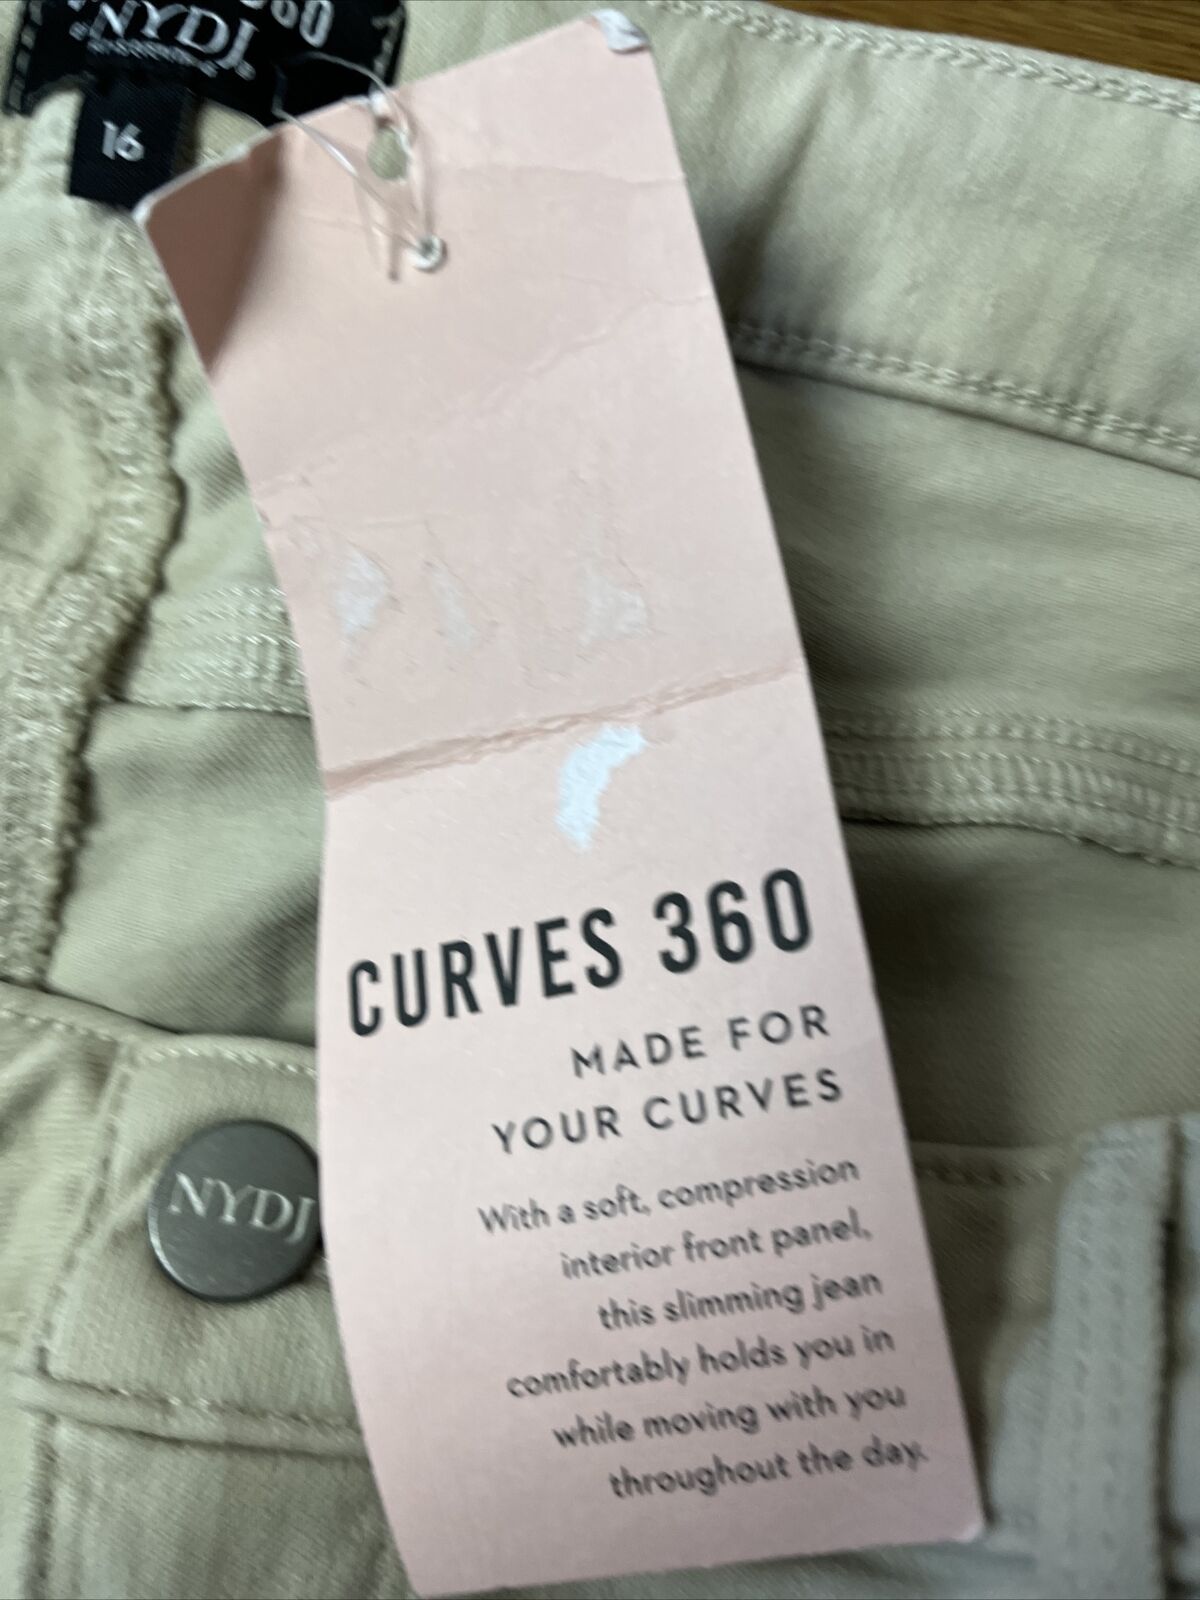 360
NYDJ
16
CURVES 360
MADE FOR
YOUR CURVES
With a soft, compression
interior front panel,
this slimming jean
comfortably holds you in
while moving with you
throughout the day.
NYDJ